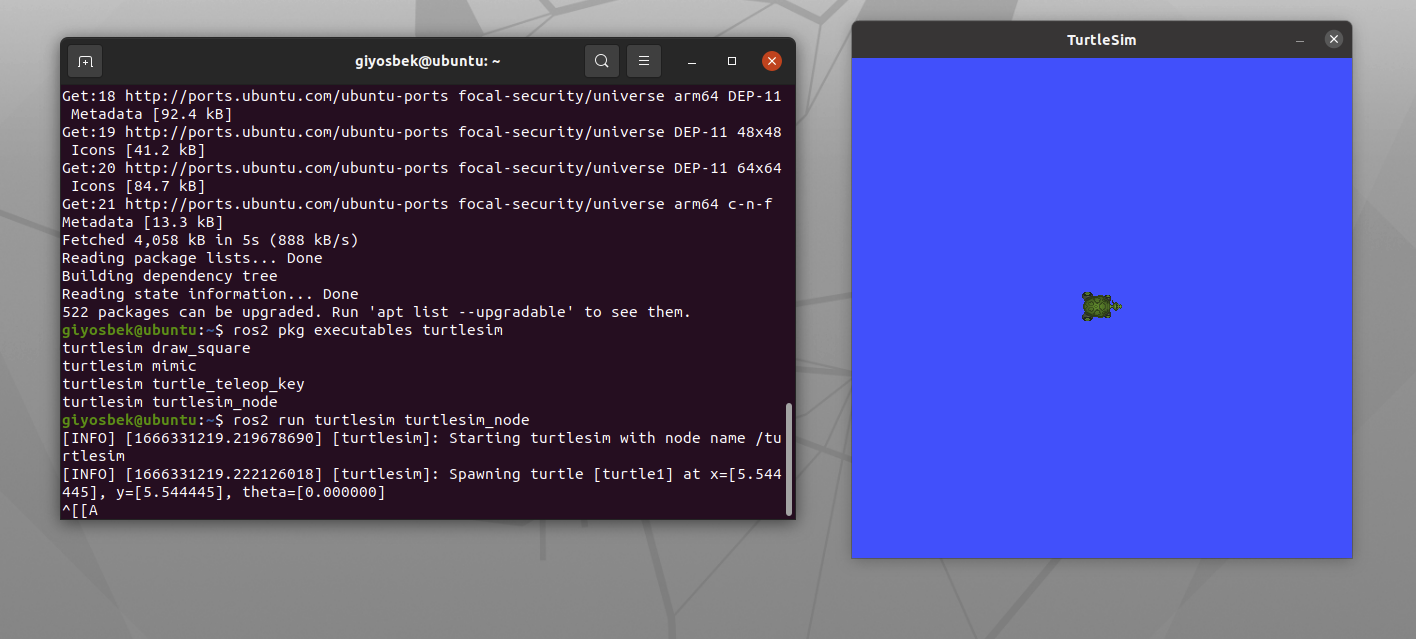 giyosbek@ubuntu: ~
Get:18 http://ports.ubuntu.com/ubuntu-ports focal-security/universe arm64 DEP-11
 Metadata [92.4 kB]
Get:19 http://ports.ubuntu.com/ubuntu-ports focal-security/universe DEP-11 48x48
 Icons [41.2 kB]
Get:20 http://ports.ubuntu.com/ubuntu-ports focal-security/universe DEP-11 64x64
 Icons [84.7 kB]
Get:21 http://ports.ubuntu.com/ubuntu-ports focal-security/universe arm64 c-n-f
Metadata [13.3 kB]
Fetched 4,058 kB in 5s (888 kB/s)
Reading package lists... Done
Building dependency tree
Reading state information... Done
522 packages can be upgraded. Run 'apt list --upgradable' to see them.
giyosbek@ubuntu:~$ ros2 pkg executables turtlesim
turtlesim draw_square
turtlesim mimic
turtlesim turtle_teleop_key
turtlesim turtlesim_node
giyosbek@ubuntu:~$ ros2 run turtlesim turtlesim_node
[INFO] [1666331219.219678690] [turtlesim]: Starting turtlesim with node name /tu
rtlesim
[INFO] [1666331219.222126018] [turtlesim]: Spawning turtle [turtle1] at x=[5.544
445], y=[5.544445], theta=[0.000000]
^[[A
TurtleSim